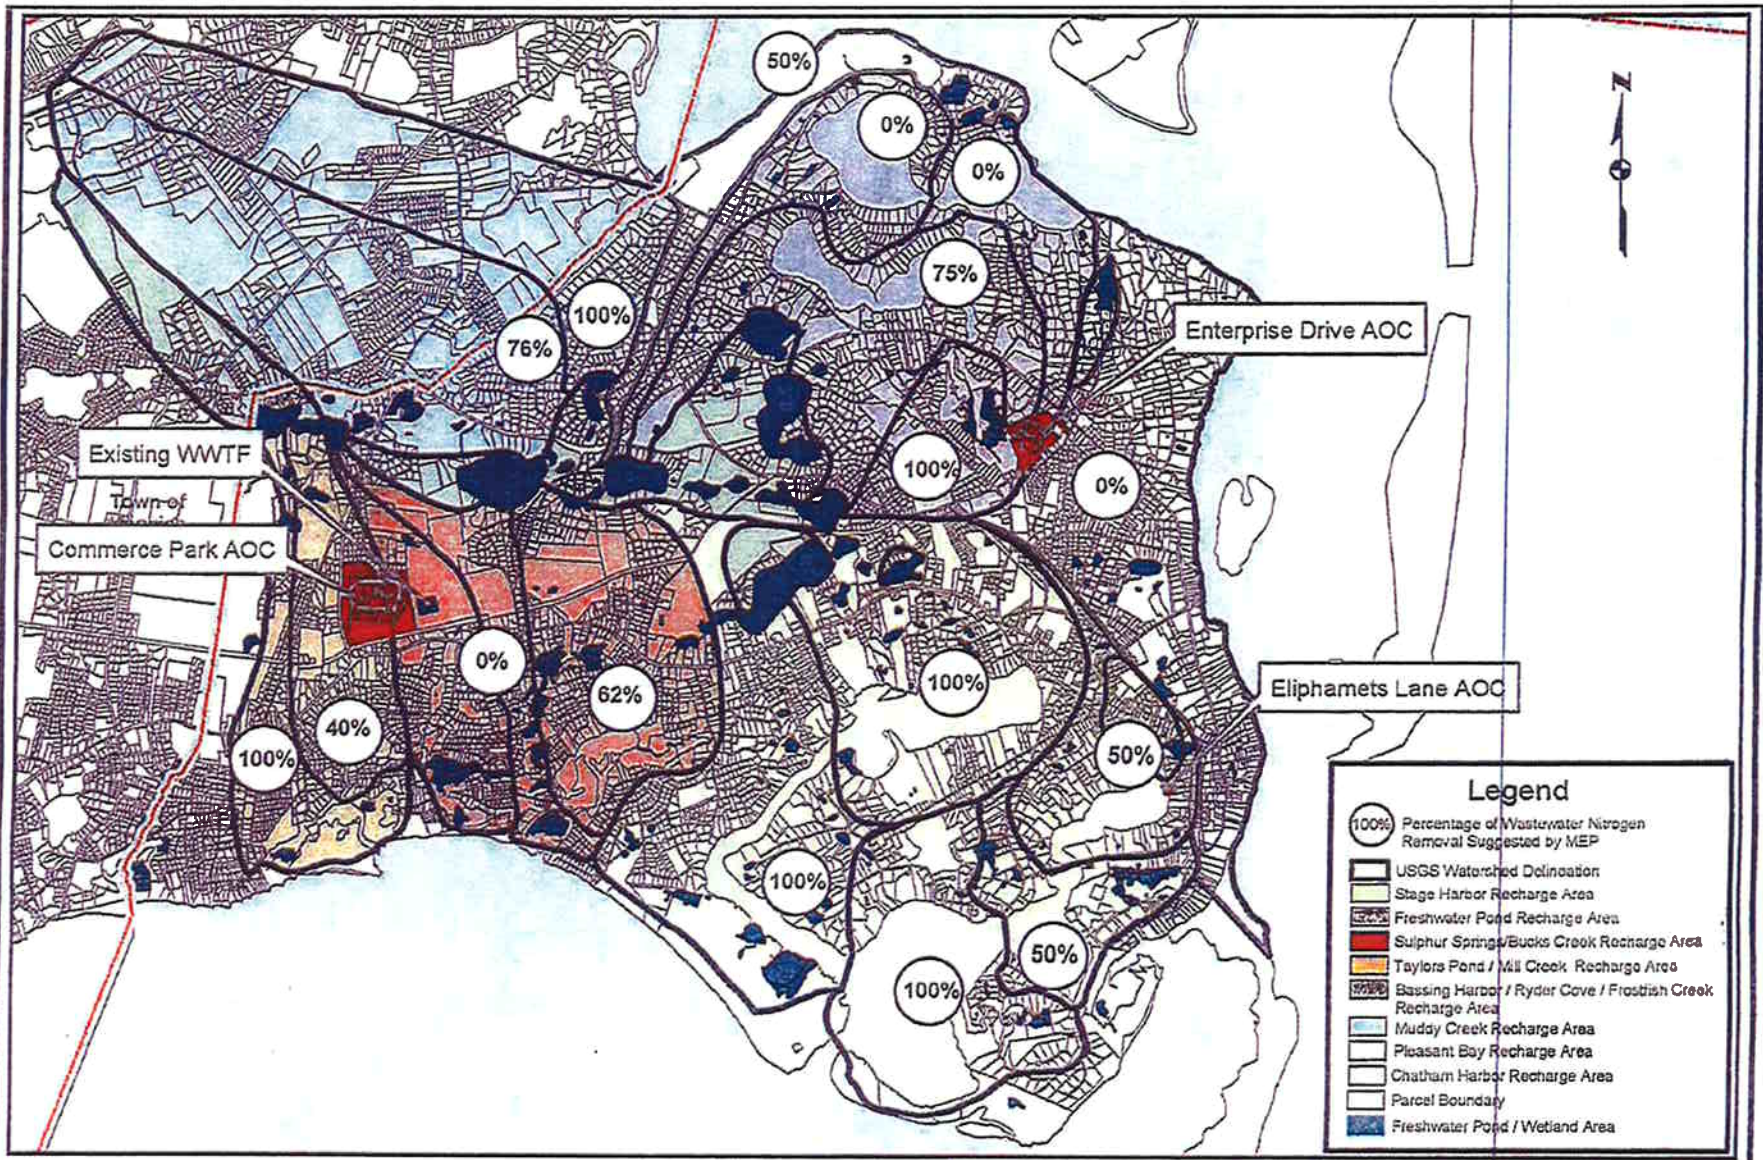 50%
N
0%
0%
75%
100%
76%
Enterprise Drive AOC
Existing WWTF
100%
0%
Town of
Commerce Park AOC
0%
62%
100%
Eliphamets Lane AOC
40%
100%
50%
100%
50%
100%
Legend
100% Percentage of Wastewater Nitrogen
Removal Suggested by MEP
USGS Watershed Delineation
Stage Harbor Recharge Area
Freshwater Pond Recharge Area
Sulphur Springs/Bucks Creek Recharge Area
Taylors Pond / Mill Creek Recharge Area
Bassing Harbor / Ryder Cove / Frostfish Creek
Recharge Area
Muddy Creek Recharge Area
Pleasant Bay Recharge Area
Chatham Harbor Recharge Area
Parcel Boundary
Freshwater Pond / Wetland Area